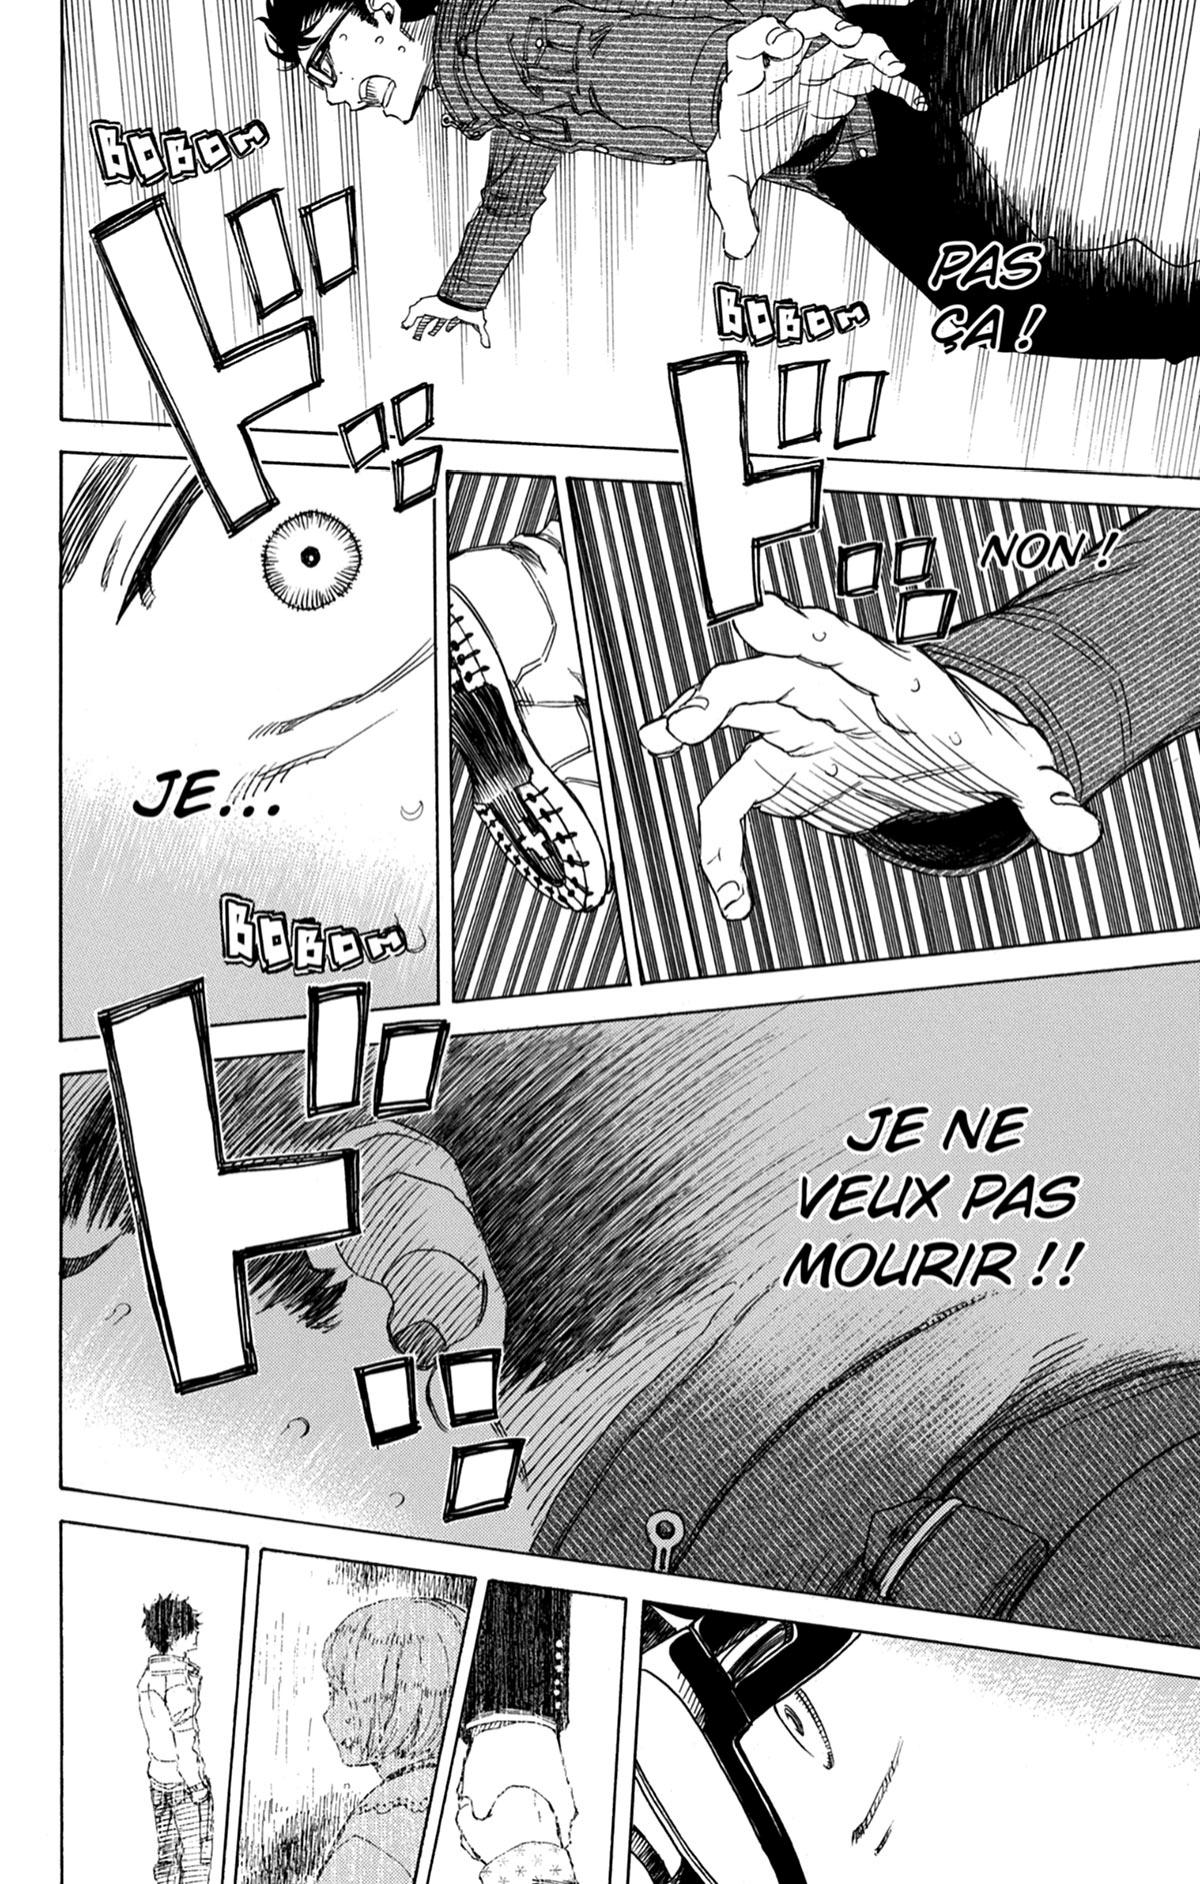 PAS
ÇA !
BOBOM
ドドド
BOBOM
ドドド
NON !
JE...
BOBOM
ドドド
JE NE
VEUX PAS
MOURIR !!